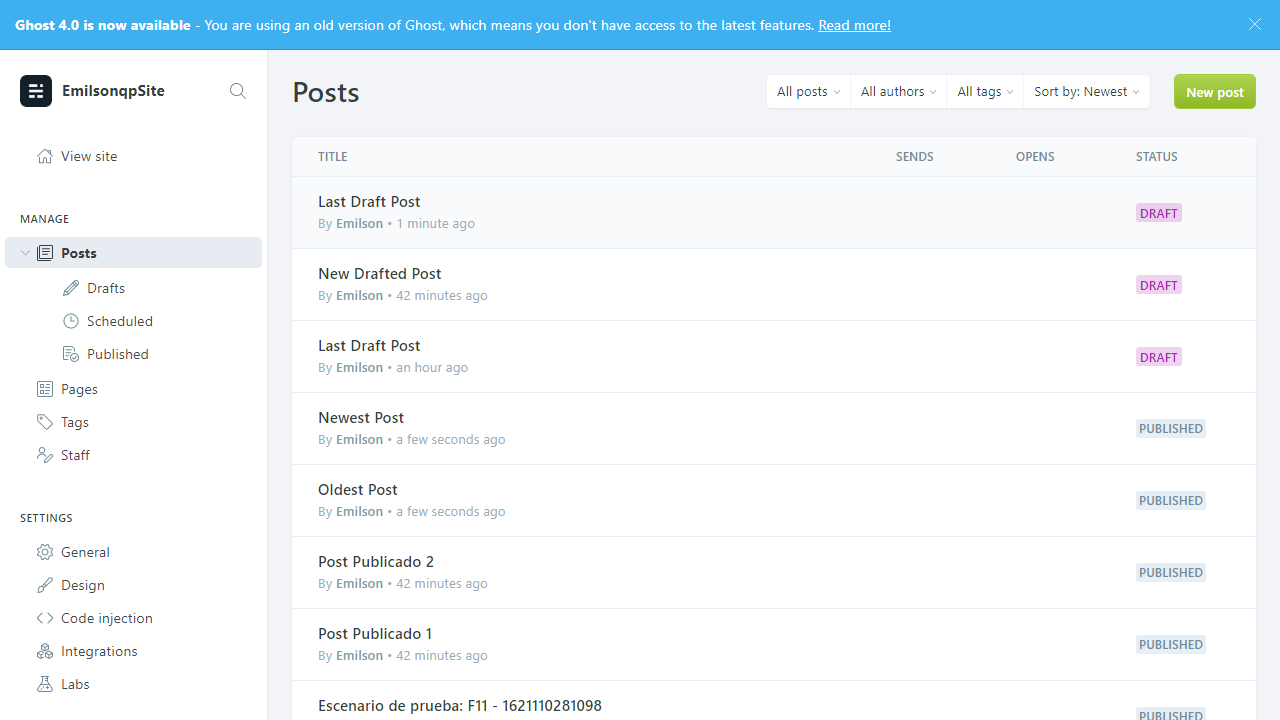 Ghost 4.0 is now available - You are using an old version of Ghost, which means you don't have access to the latest features. Read more!
EmilsonqpSite
View site
MANAGE
Posts
Drafts
Scheduled
Published
Pages
Tags
Staff
SETTINGS
General
Design
Code injection
Integrations
Labs
Posts
All posts
All authors
All tags
Sort by: Newest
New post
TITLE SENDS OPENS STATUS
Last Draft Post
By Emilson • 1 minute ago
DRAFT
New Drafted Post
By Emilson • 42 minutes ago
DRAFT
Last Draft Post
By Emilson • an hour ago
DRAFT
Newest Post
By Emilson • a few seconds ago
PUBLISHED
Oldest Post
By Emilson • a few seconds ago
PUBLISHED
Post Publicado 2
By Emilson • 42 minutes ago
PUBLISHED
Post Publicado 1
By Emilson • 42 minutes ago
PUBLISHED
Escenario de prueba: F11 - 1621110281098
PUBLISHED